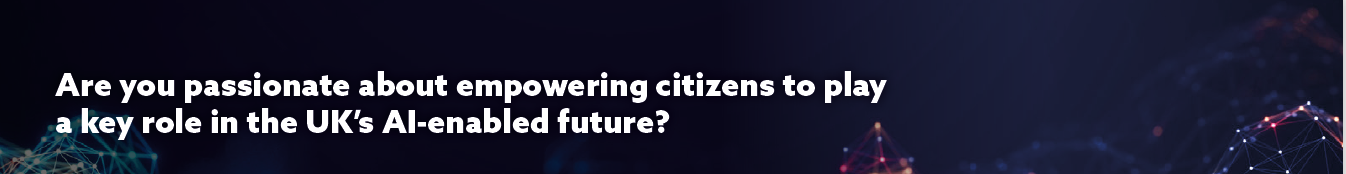 Are you passionate about empowering citizens to play
a key role in the UK’s AI-enabled future?